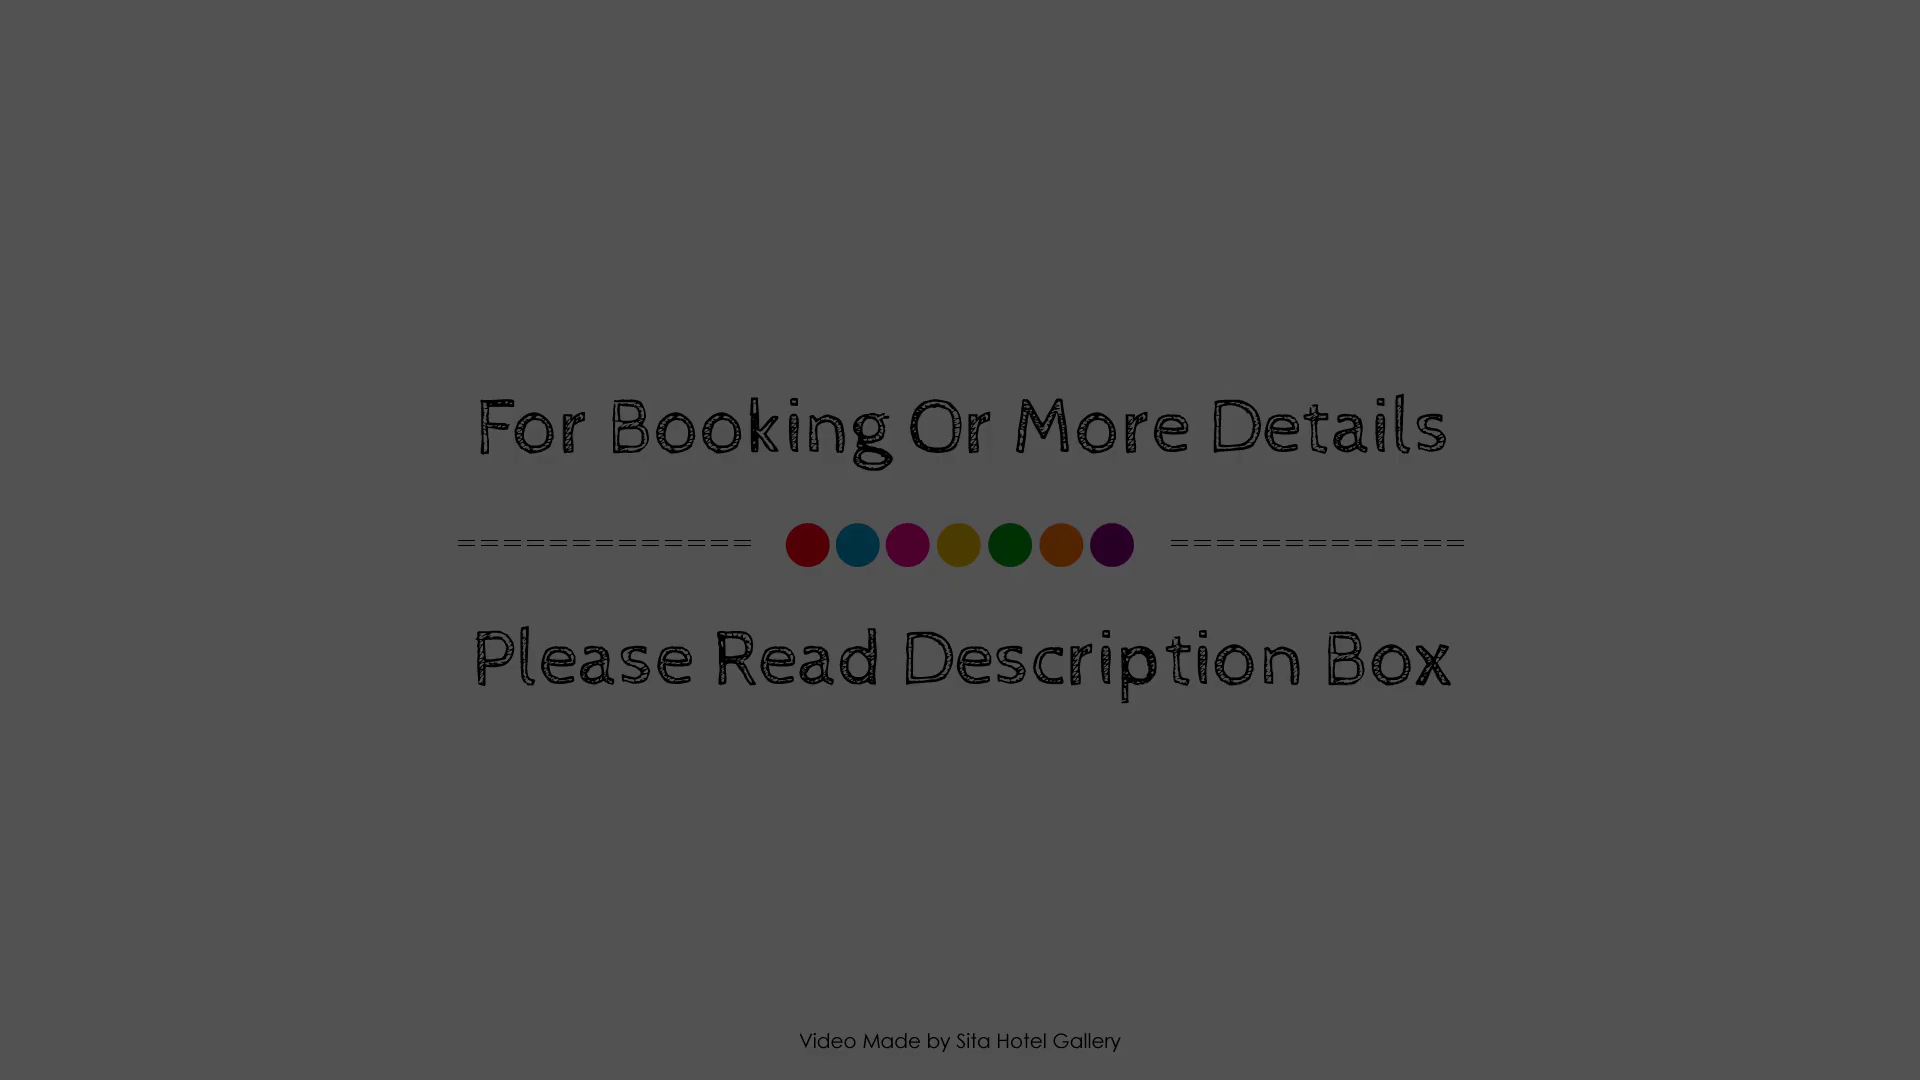 For Booking Or More Details
============= =============
Please Read Description Box
Video Made by Sita Hotel Gallery